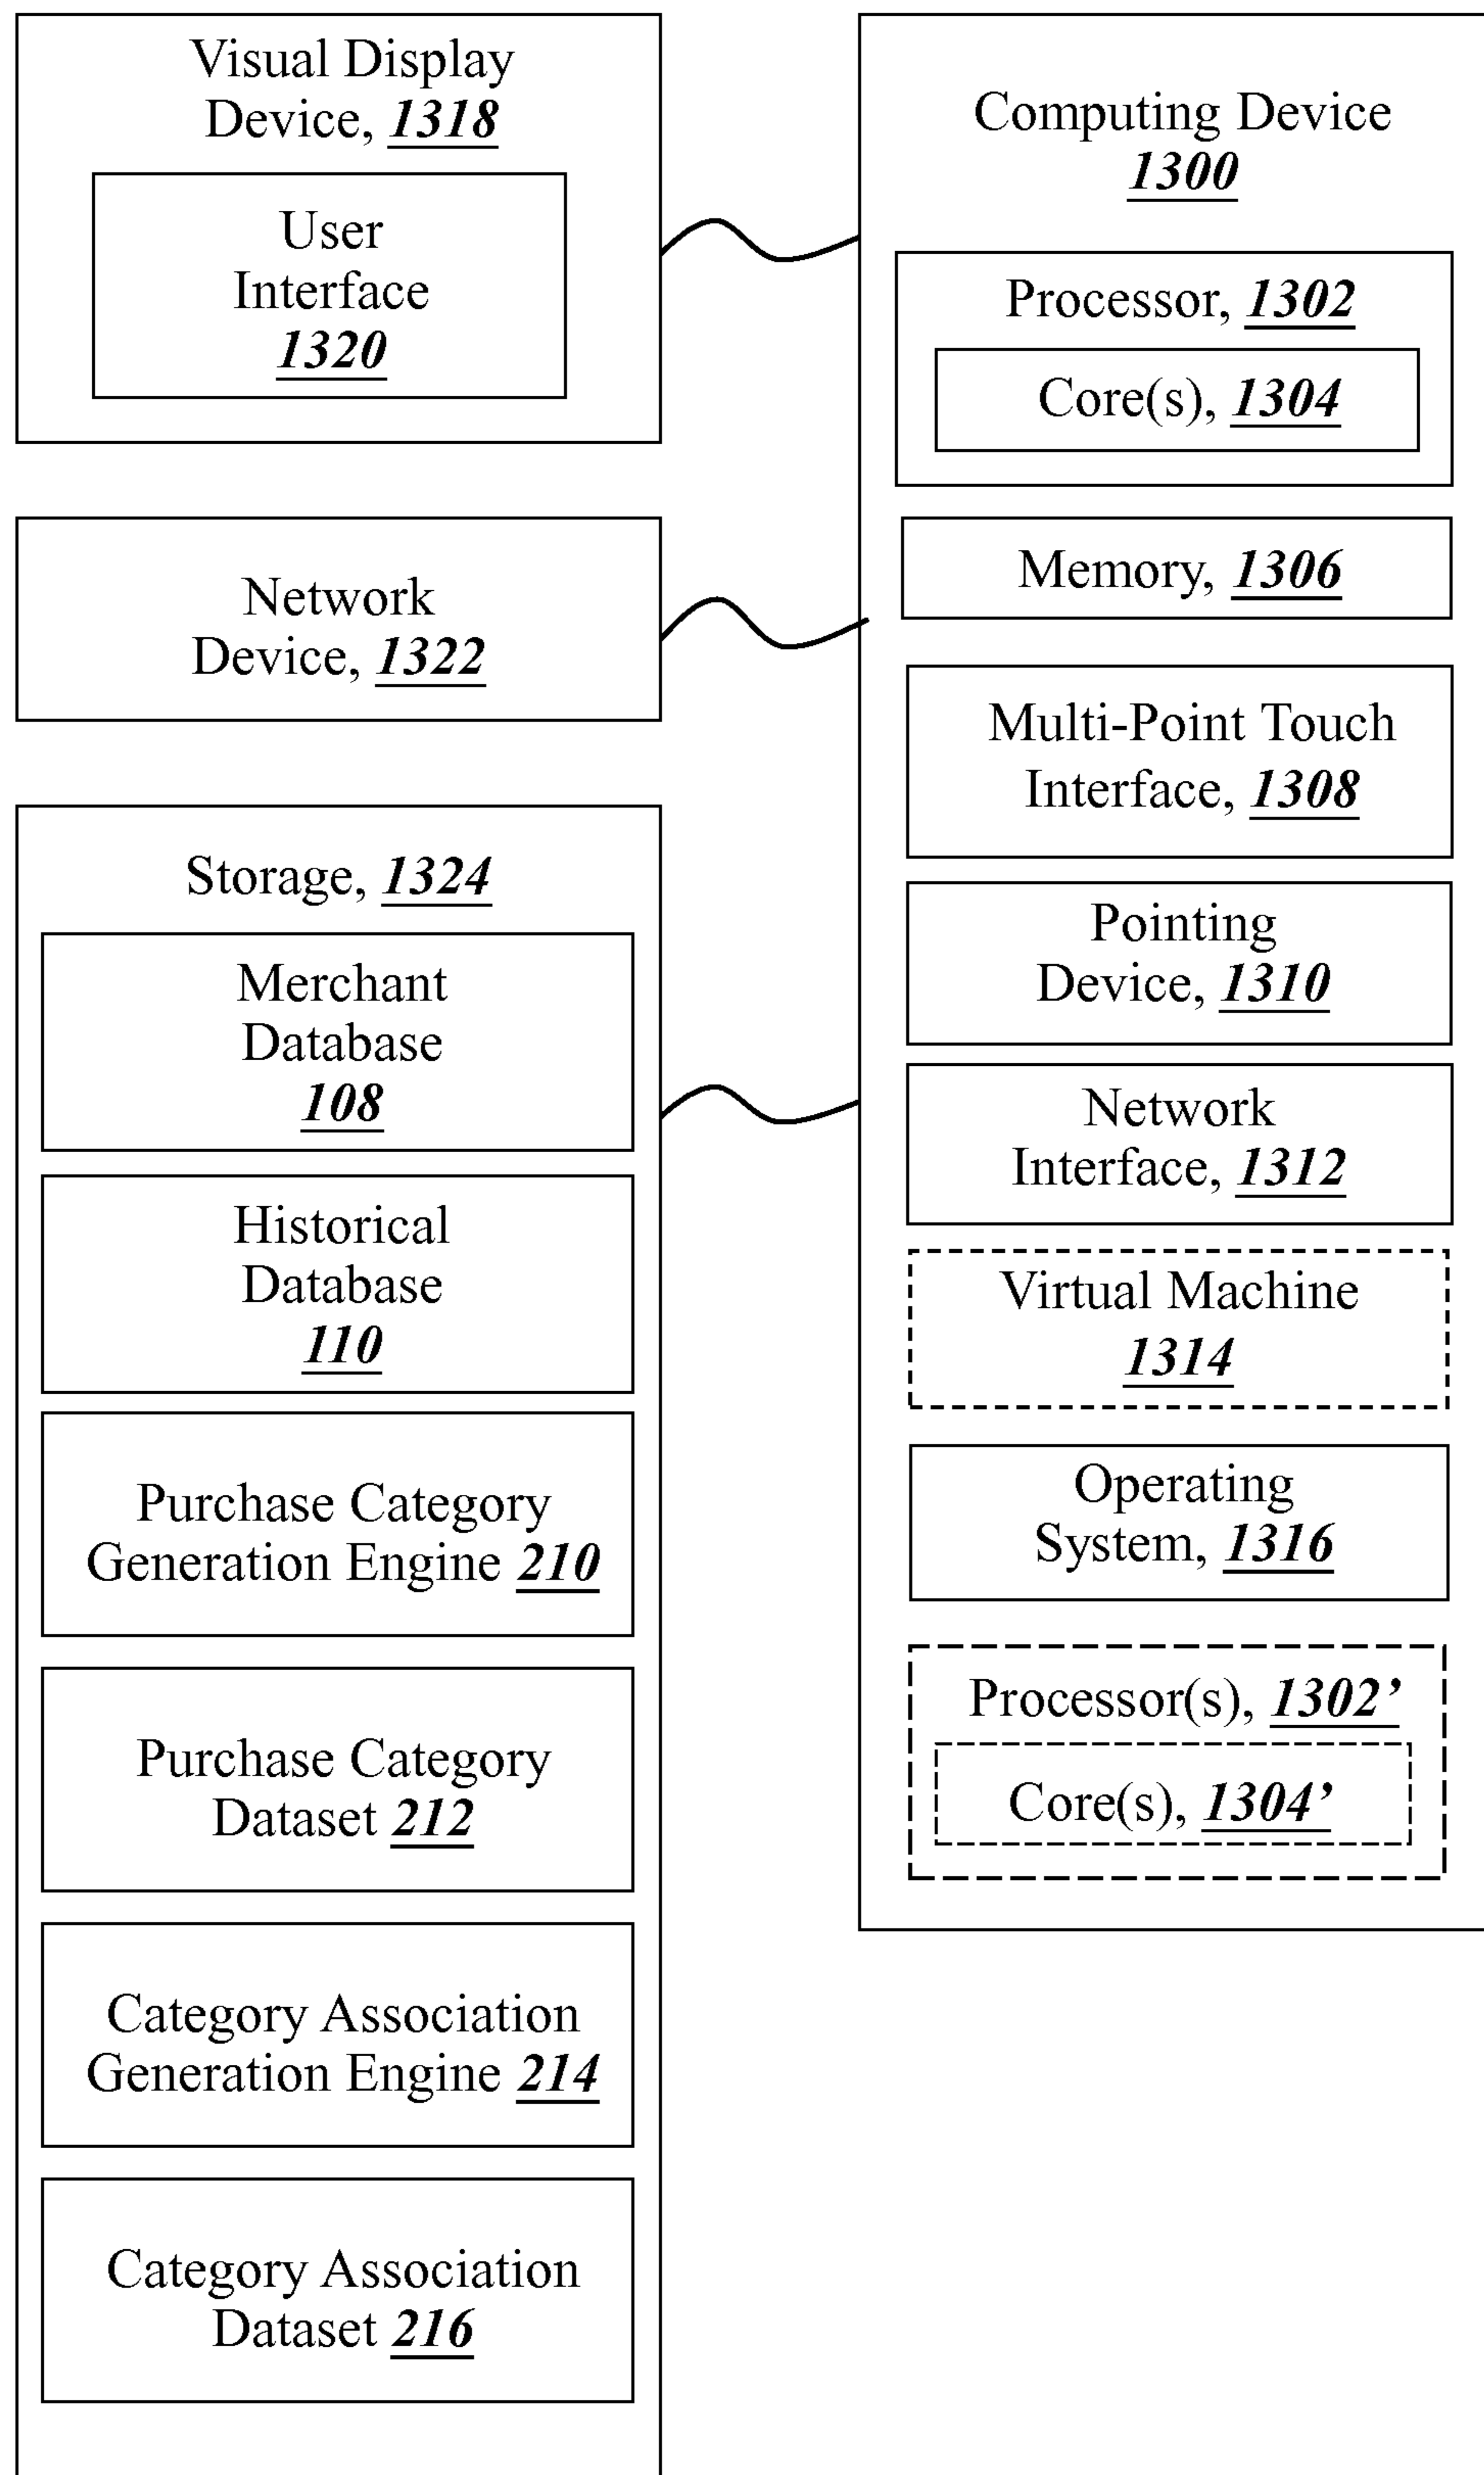 Visual Display
Device, 1318
User
Interface
1320
Network
Device, 1322
Storage, 1324
Merchant
Database
108
Historical
Database
110
Purchase Category
Generation Engine 210
Purchase Category
Dataset 212
Category Association
Generation Engine 214
Category Association
Dataset 216
Computing Device
1300
Processor, 1302
Core(s), 1304
Memory, 1306
Multi-Point Touch
Interface, 1308
Pointing
Device, 1310
Network
Interface, 1312
Virtual Machine
1314
Operating
System, 1316
Processor(s), 1302’
Core(s), 1304’